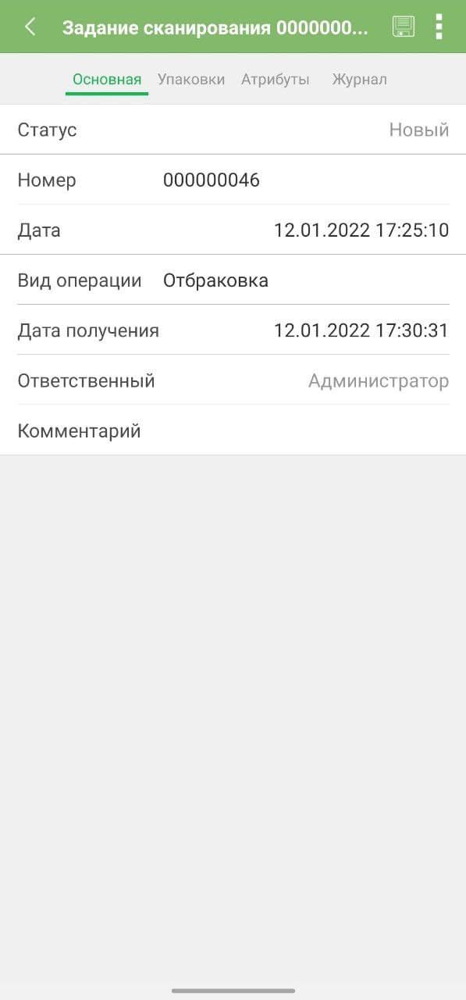 Задание сканирования 0000000...
Основная Упаковки Атрибуты Журнал
Статус Новый
Номер 000000046
Дата 12.01.2022 17:25:10
Вид операции Отбраковка
Дата получения 12.01.2022 17:30:31
Ответственный Администратор
Комментарий